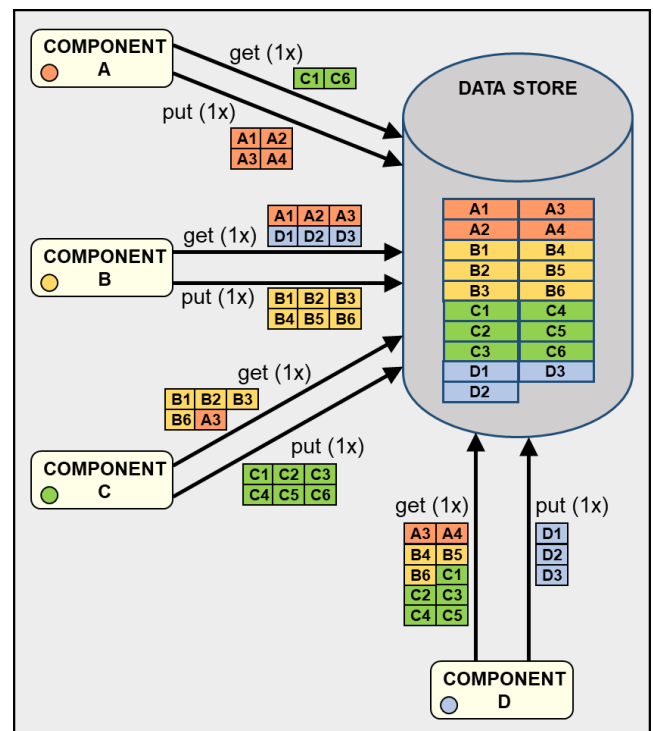 COMPONENT
A
get (1x)
C1 C6
put (1x)
A1 A2
A3 A4
DATA STORE
A1 A3
A2 A4
B1 B4
B2 B5
B3 B6
C1 C4
C2 C5
C3 C6
D1 D3
D2
COMPONENT
B
A1 A2 A3
get (1x) D1 D2 D3
put (1x) B1 B2 B3
B4 B5 B6
COMPONENT
C
get (1x)
B1 B2 B3
B6 A3
put (1x)
C1 C2 C3
C4 C5 C6
get (1x)
A3 A4
B4 B5
B6 C1
C2 C3
C4 C5
put (1x)
D1
D2
D3
COMPONENT
D